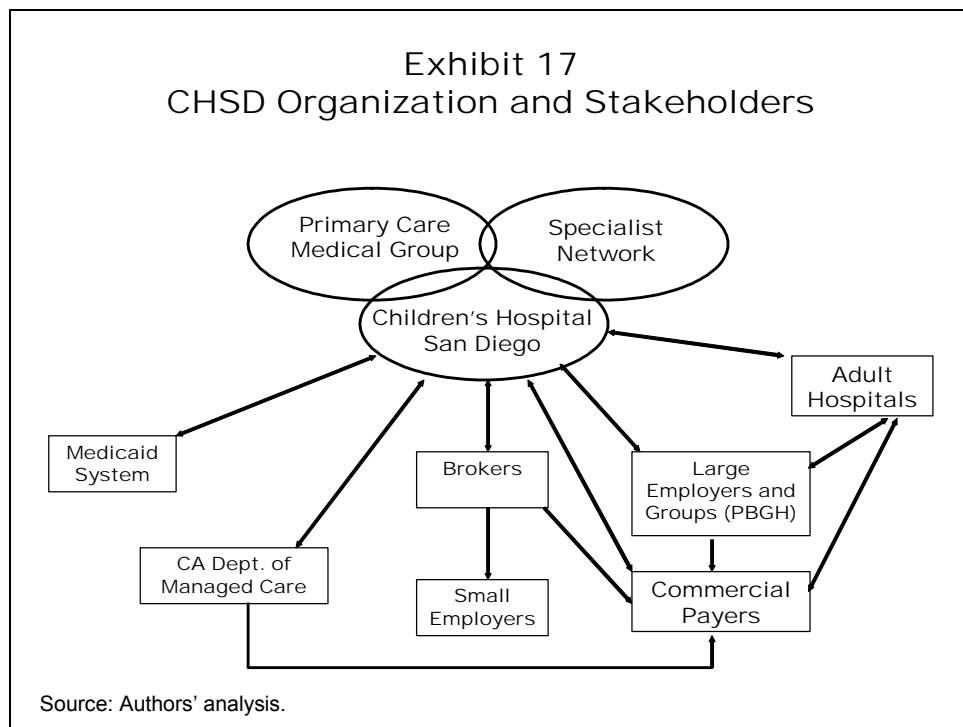 Exhibit 17
CHSD Organization and Stakeholders
Primary Care
Medical Group
Specialist
Network
Children's Hospital
San Diego
Adult
Hospitals
Medicaid
System
Brokers
Large
Employers and
Groups (PBGH)
CA Dept. of
Managed Care
Small
Employers
Commercial
Payers
Source: Authors' analysis.